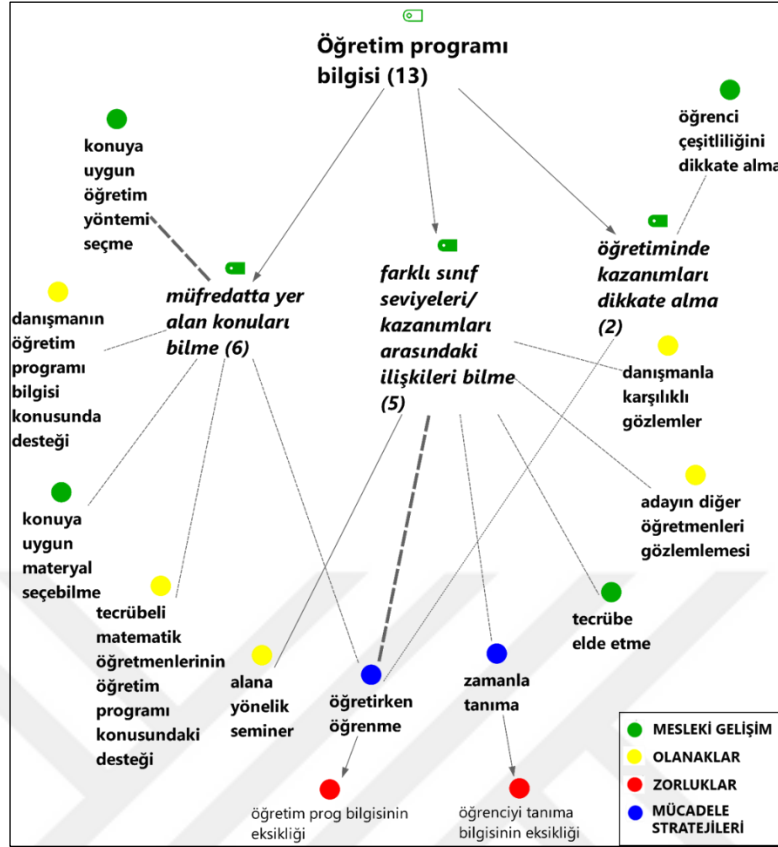 Öğretim programı
bilgisi (13)
öğrenci
çeşitliliğini
dikkate alma
konuya
uygun
öğretim
yöntemi
seçme
müfredatta yer
alan konuları
bilme (6)
farklı sınıf
seviyeleri/
kazanımları
arasındaki
ilişkileri bilme
(5)
öğretiminde
kazanımları
dikkate alma
(2)
danışmanın
öğretim
programı
bilgisi
konusunda
desteği
danışmanla
karşılıklı
gözlemler
adayın diğer
öğretmenleri
gözlemlemesi
konuya
uygun
materyal
seçebilme
tecrübeli
matematik
öğretmenlerinin
öğretim
programı
konusundaki
desteği
alana
yönelik
seminer
öğretirken
öğrenme
zamanla
tanıma
tecrübe
elde etme
öğretim prog bilgisinin
eksikliği
öğrenciyi tanıma
bilgisinin eksikliği
MESLEKİ GELİŞİM
OLANAKLAR
ZORLUKLAR
MÜCADELE
STRATEJİLERİ